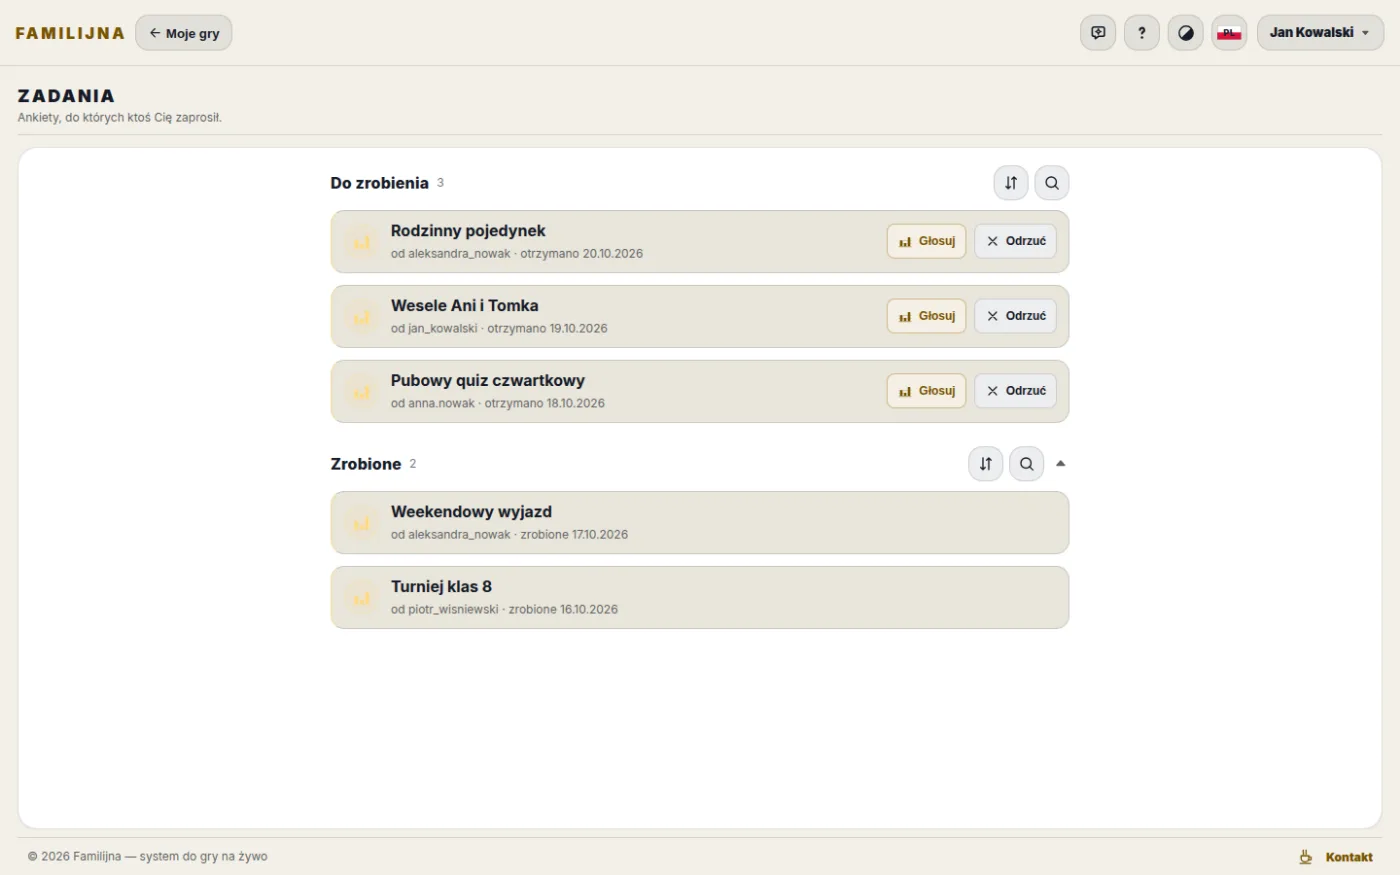 FAMILIJNA
← Moje gry
?
PL
Jan Kowalski
ZADANIA
Ankiety, do których ktoś Cię zaprosił.
Do zrobienia 3
Rodzinny pojedynek
od aleksandra_nowak · otrzymano 20.10.2026
Głosuj
Odrzuć
Wesele Ani i Tomka
od jan_kowalski · otrzymano 19.10.2026
Głosuj
Odrzuć
Pubowy quiz czwartkowy
od anna.nowak · otrzymano 18.10.2026
Głosuj
Odrzuć
Zrobione 2
Weekendowy wyjazd
od aleksandra_nowak · zrobione 17.10.2026
Turniej klas 8
od piotr_wisniewski · zrobione 16.10.2026
© 2026 Familijna — system do gry na żywo
Kontakt